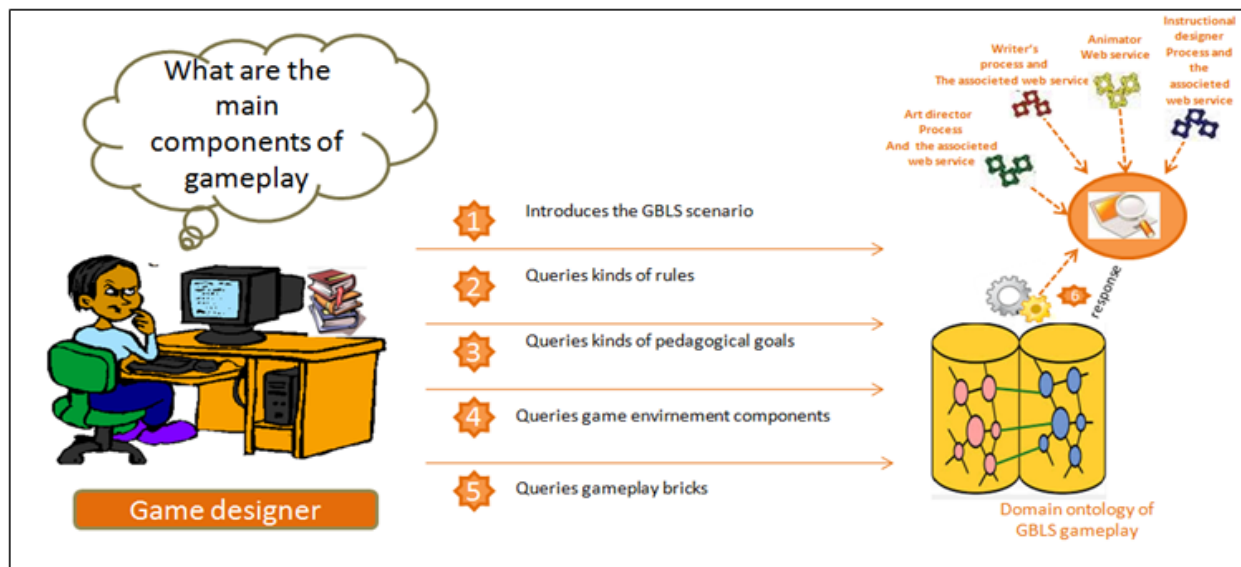 What are the
main
components of
gameplay
Game designer
1
Introduces the GBLS scenario
2
Queries kinds of rules
3
Queries kinds of pedagogical goals
4
Queries game envirnement components
5
Queries gameplay bricks
Art director
Process
And the associeted
web service
Writer's
process and
The associeted web service
Animator
Web service
Instructional
designer
Process and
the
associeted
web service
6
response
Domain ontology of
GBLS gameplay